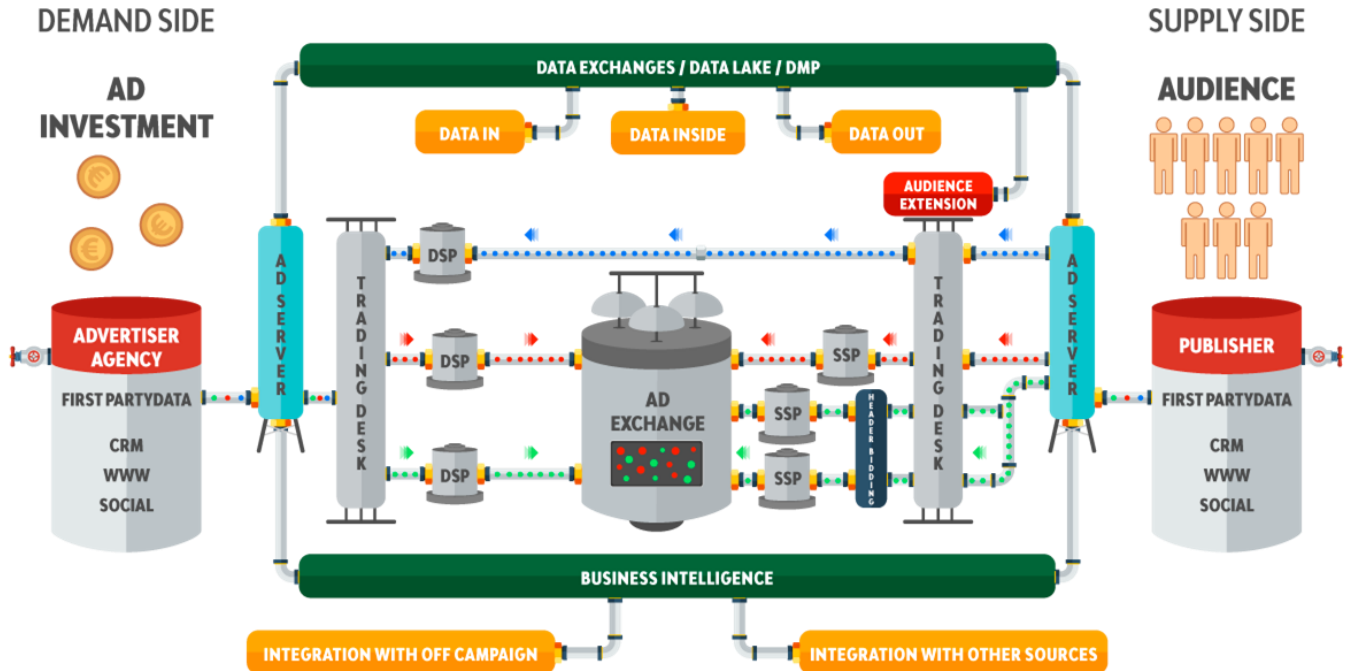 DEMAND SIDE
SUPPLY SIDE
DATA EXCHANGES / DATA LAKE / DMP
AD
INVESTMENT
AUDIENCE
DATA IN
DATA INSIDE
DATA OUT
AUDIENCE
EXTENSION
AD SERVER
TRADING DESK
DSP
TRADING DESK
AD SERVER
ADVERTISER
AGENCY
FIRST PARTYDATA
CRM
WWW
SOCIAL
DSP
DSP
AD
EXCHANGE
SSP
SSP
SSP
HEADER BIDDING
PUBLISHER
FIRST PARTYDATA
CRM
WWW
SOCIAL
BUSINESS INTELLIGENCE
INTEGRATION WITH OFF CAMPAIGN
INTEGRATION WITH OTHER SOURCES